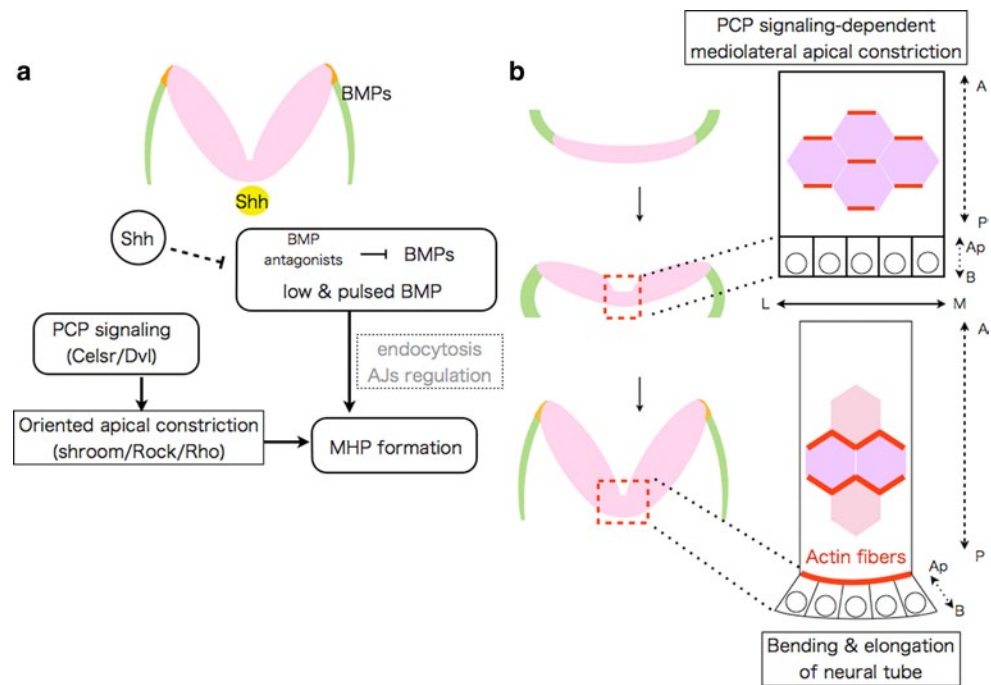 a
BMPs
Shh
Shh
BMP
antagonists
BMPs
low & pulsed BMP
PCP signaling
(Celsr/Dvl)
endocytosis
AJs regulation
Oriented apical constriction
(shroom/Rock/Rho)
MHP formation
b
PCP signaling-dependent
mediolateral apical constriction
A
P
Ap
B
L
M
A
P
Actin fibers
Ap
B
Bending & elongation
of neural tube